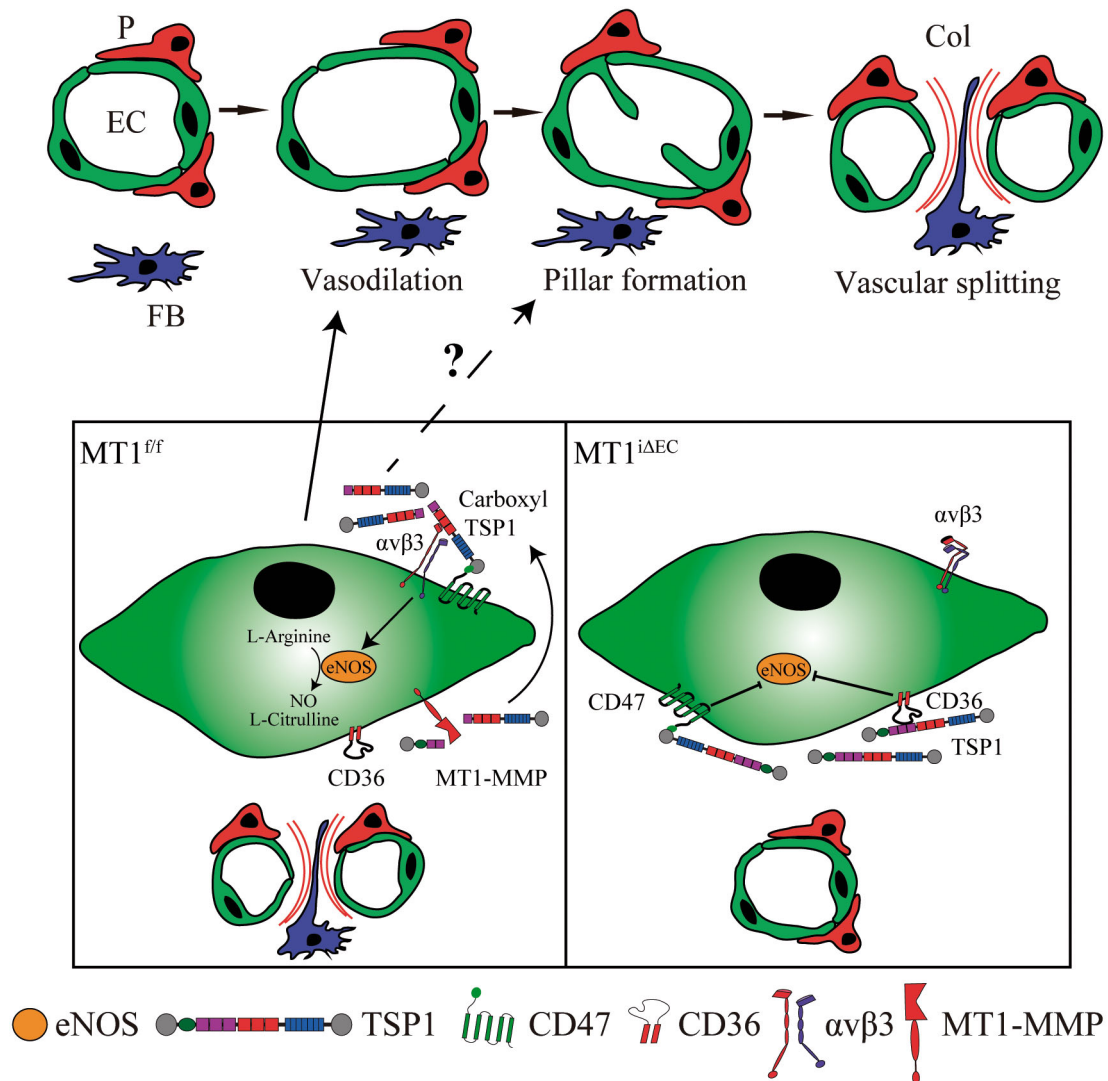 P
EC
FB
Col
Vasodilation
Pillar formation
Vascular splitting
?
MT1f/f
Carboxyl
TSP1
αvβ3
L-Arginine
eNOS
NO
L-Citrulline
CD36
MT1-MMP
MT1iΔEC
αvβ3
eNOS
CD47
CD36
TSP1
eNOS TSP1 CD47 CD36 αvβ3 MT1-MMP